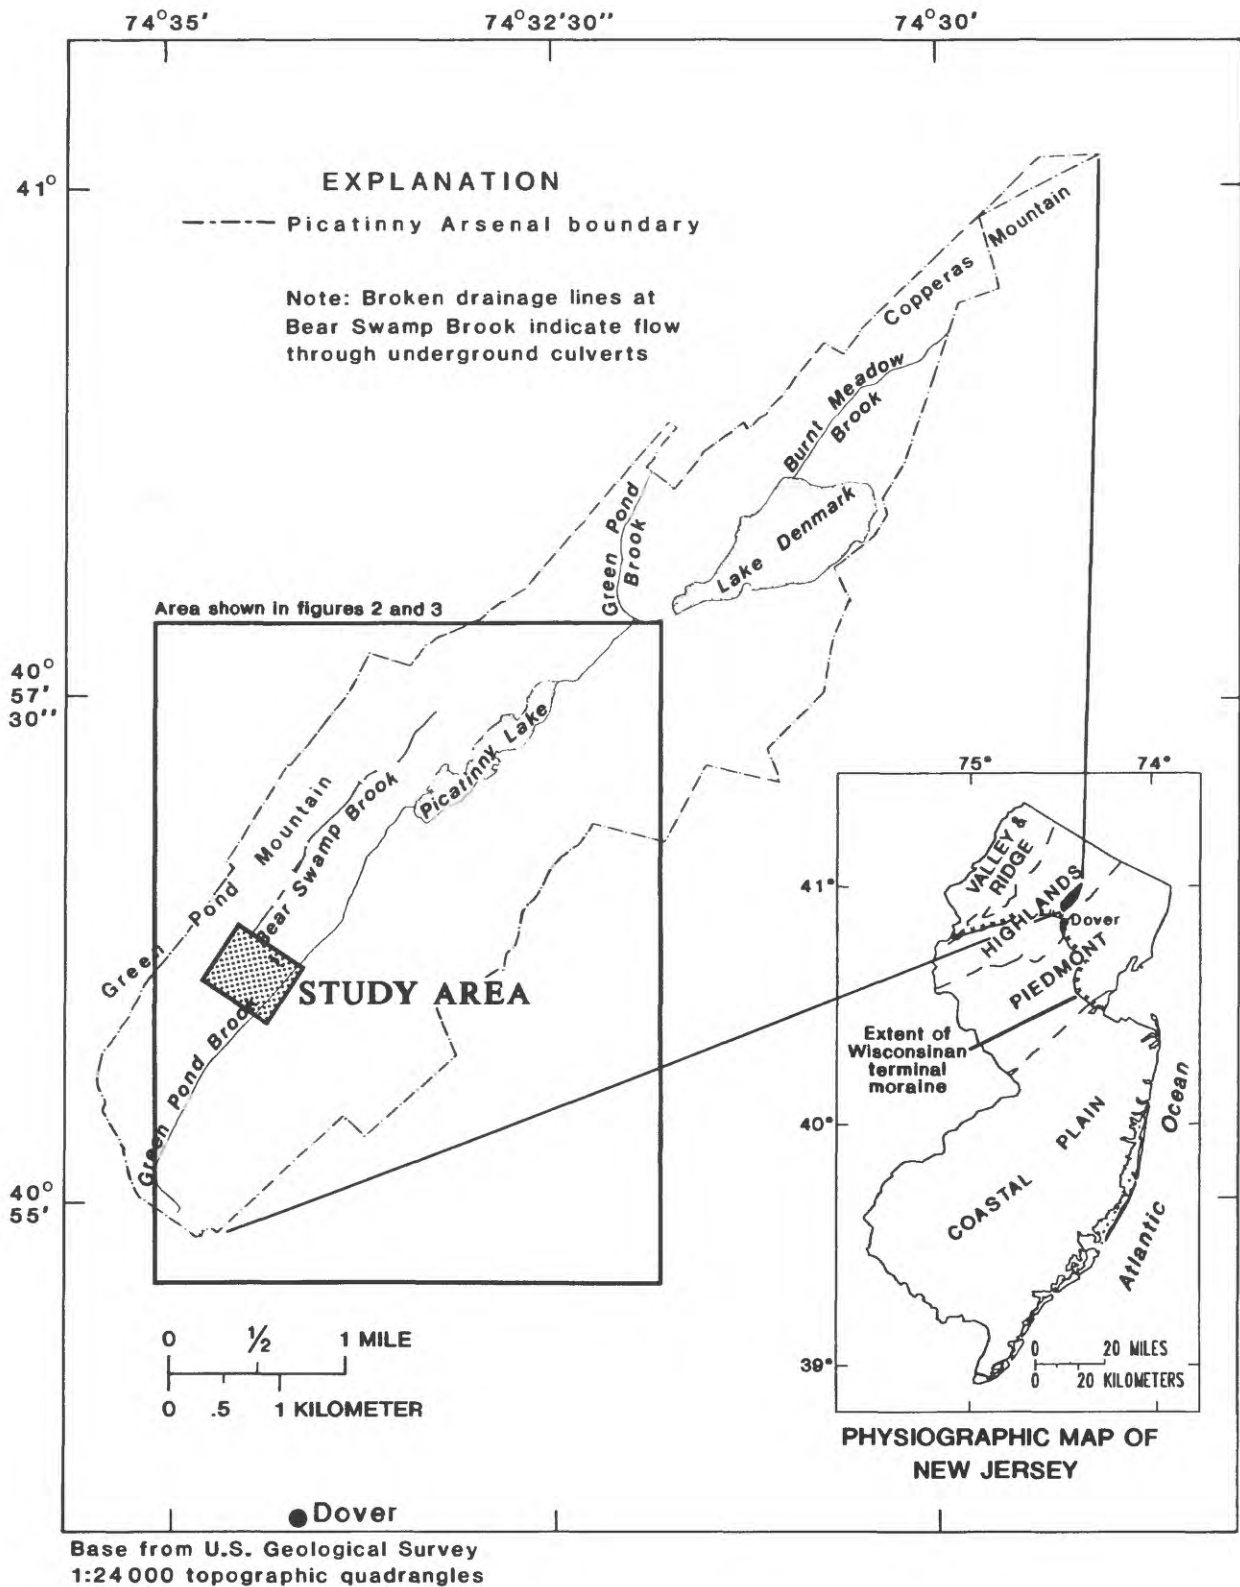 74°35' 74°32'30" 74°30'
41°
EXPLANATION
Picatinny Arsenal boundary
Note: Broken drainage lines at
Bear Swamp Brook indicate flow
through underground culverts
Copperas Mountain
Burnt Meadow
Brook
Green Pond
Brook
Lake Denmark
Area shown in figures 2 and 3
40°
57'
30"
Picatinny Lake
Green Pond Mountain
Bear Swamp Brook
STUDY AREA
Green Pond Brook
40°
55'
75° 74°
41°
40°
39°
VALLEY &
RIDGE
HIGHLANDS
Dover
PIEDMONT
Extent of
Wisconsinan
terminal
moraine
COASTAL PLAIN
Atlantic Ocean
0 20 MILES
0 20 KILOMETERS
PHYSIOGRAPHIC MAP OF
NEW JERSEY
0 ½ 1 MILE
0 .5 1 KILOMETER
Dover
Base from U.S. Geological Survey
1:24000 topographic quadrangles